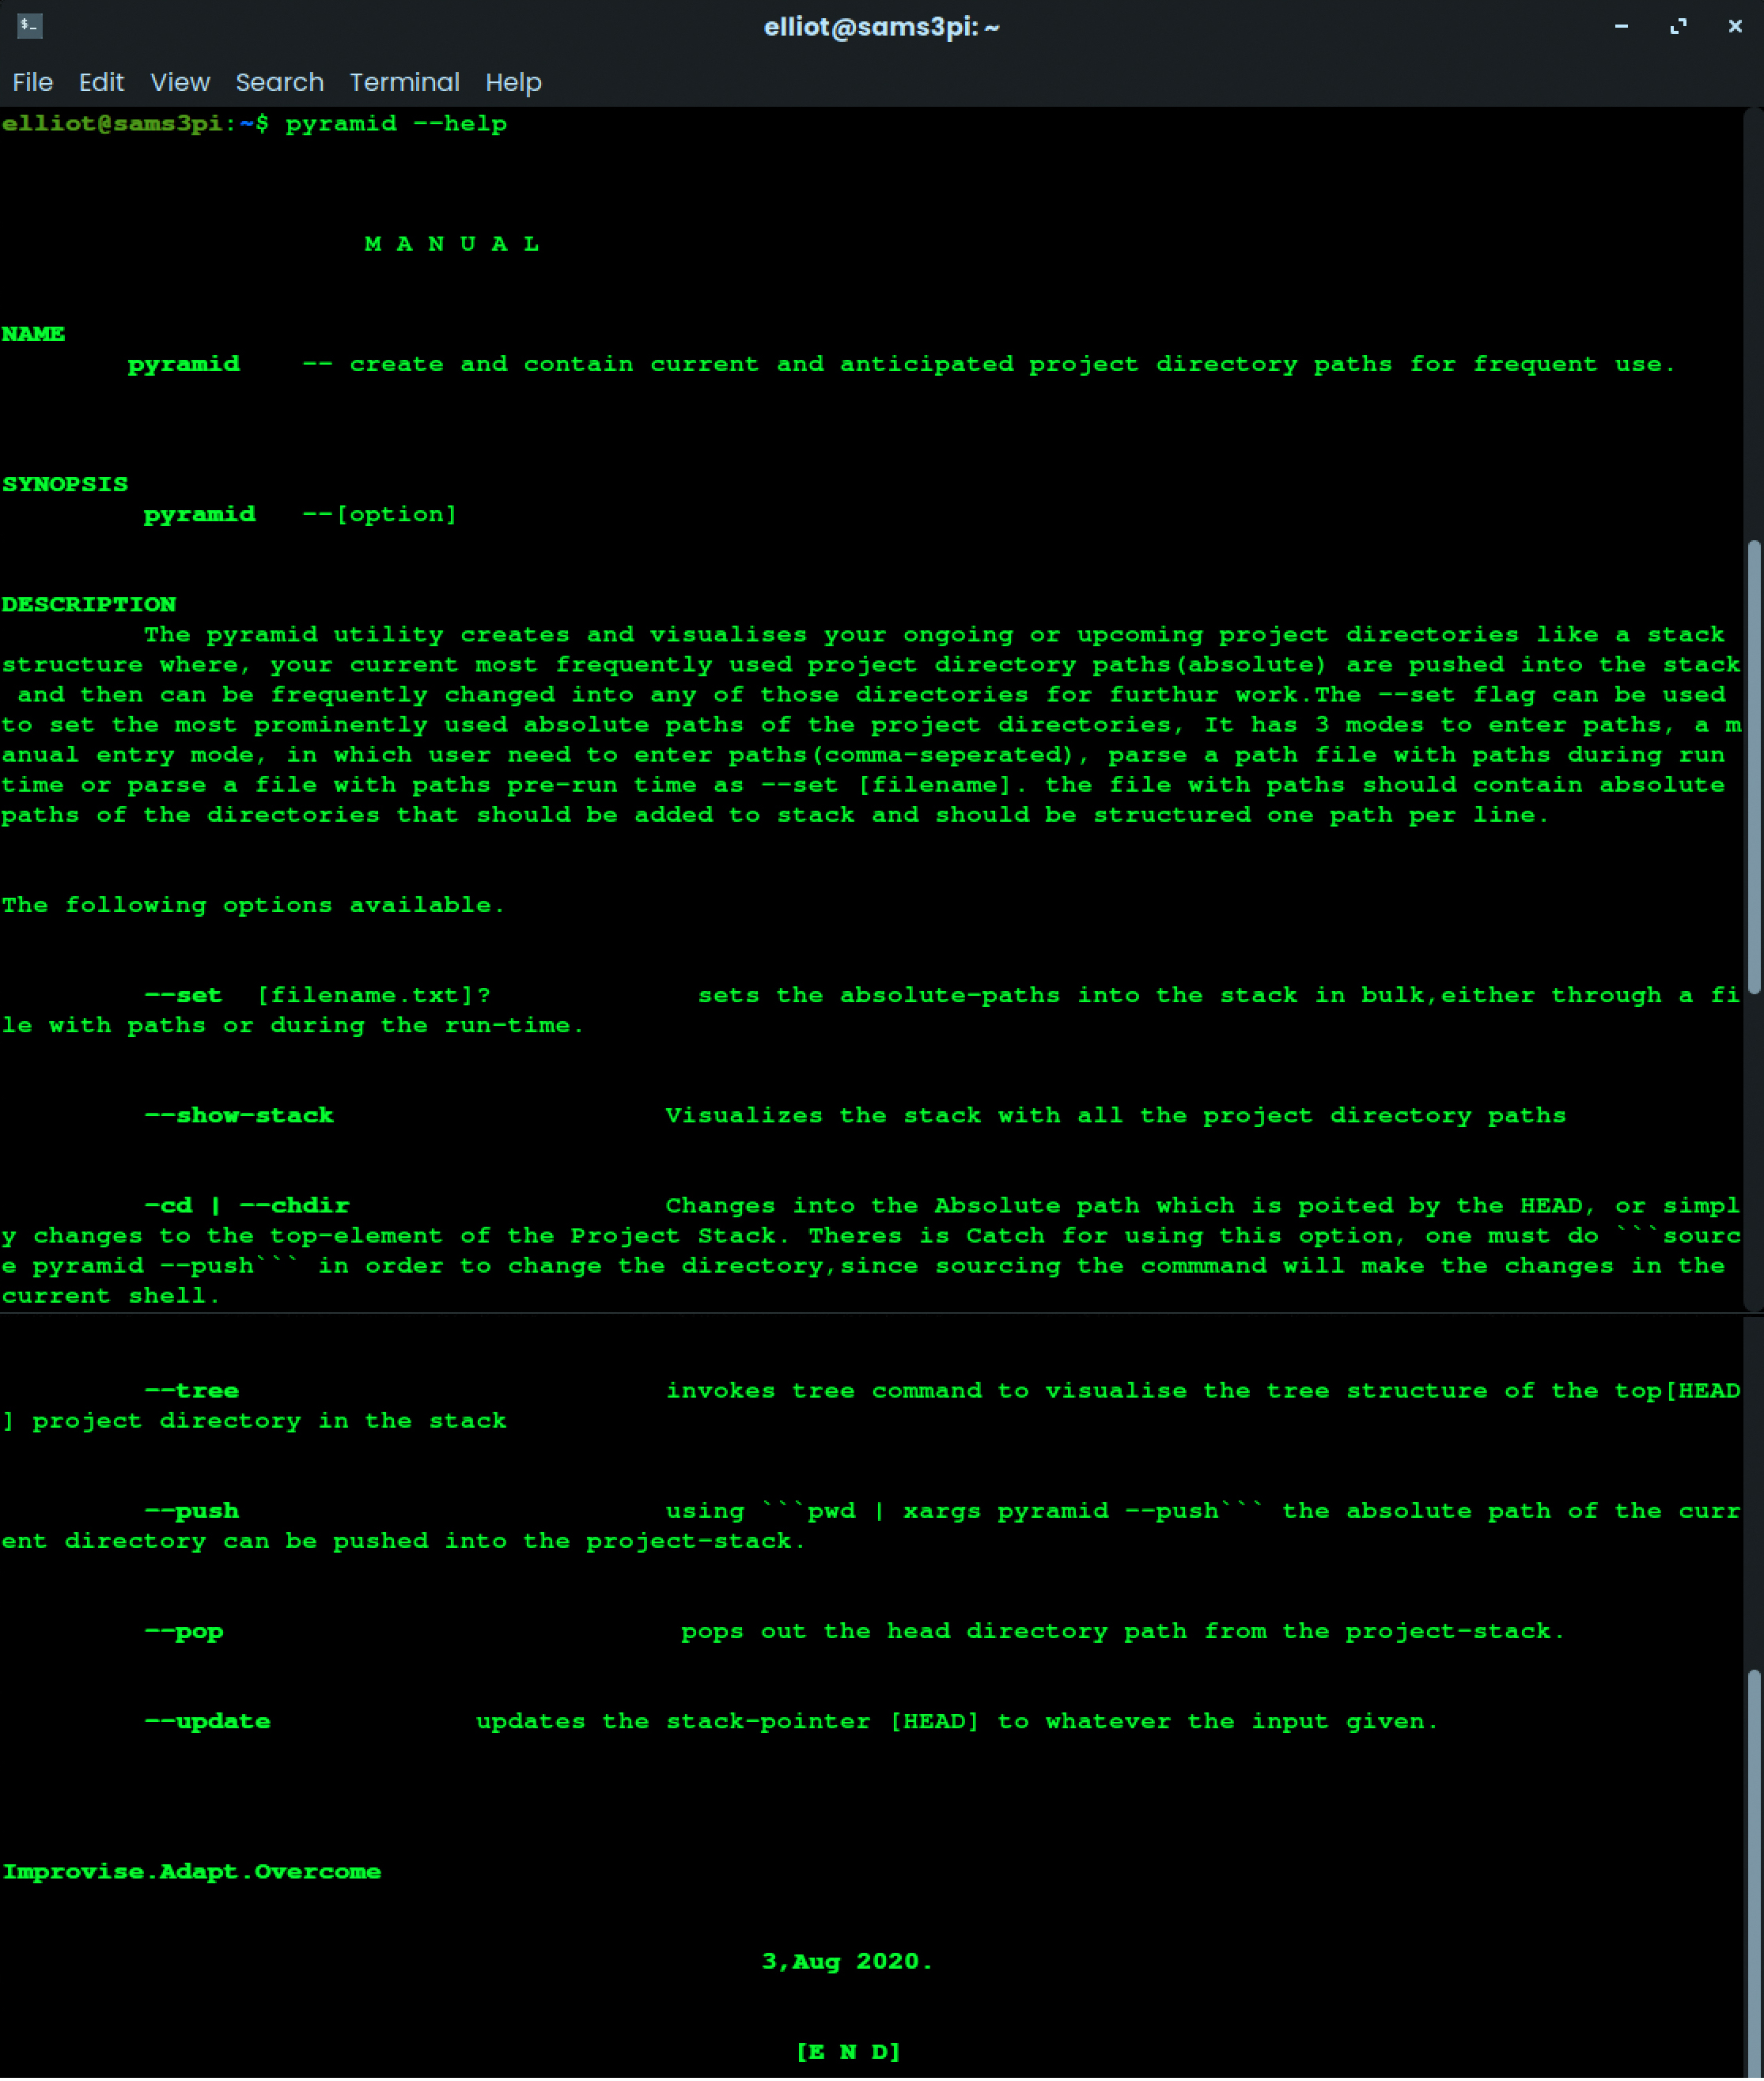 elliot@sams3pi: ~
File Edit View Search Terminal Help
elliot@sams3pi:~$ pyramid --help
M A N U A L
NAME
pyramid -- create and contain current and anticipated project directory paths for frequent use.
SYNOPSIS
pyramid --[option]
DESCRIPTION
The pyramid utility creates and visualises your ongoing or upcoming project directories like a stack
structure where, your current most frequently used project directory paths(absolute) are pushed into the stack
and then can be frequently changed into any of those directories for furthur work.The --set flag can be used
to set the most prominently used absolute paths of the project directories, It has 3 modes to enter paths, a m
anual entry mode, in which user need to enter paths(comma-seperated), parse a path file with paths during run
time or parse a file with paths pre-run time as --set [filename]. the file with paths should contain absolute
paths of the directories that should be added to stack and should be structured one path per line.
The following options available.
--set [filename.txt]? sets the absolute-paths into the stack in bulk,either through a fi
le with paths or during the run-time.
--show-stack Visualizes the stack with all the project directory paths
-cd | --chdir Changes into the Absolute path which is poited by the HEAD, or simpl
y changes to the top-element of the Project Stack. Theres is Catch for using this option, one must do ```sourc
e pyramid --push``` in order to change the directory,since sourcing the commmand will make the changes in the
current shell.
--tree invokes tree command to visualise the tree structure of the top[HEAD
] project directory in the stack
--push using ```pwd | xargs pyramid --push``` the absolute path of the curr
ent directory can be pushed into the project-stack.
--pop pops out the head directory path from the project-stack.
--update updates the stack-pointer [HEAD] to whatever the input given.
Improvise.Adapt.Overcome
3,Aug 2020.
[E N D]